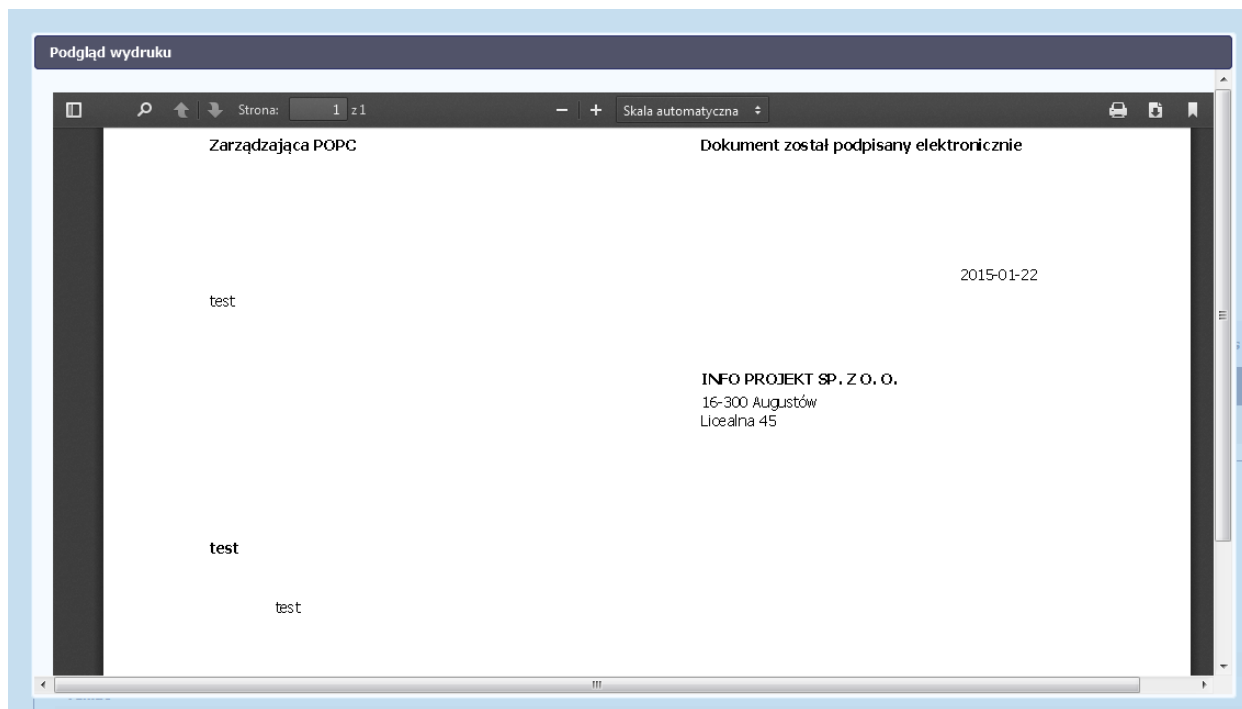 Podgląd wydruku
Strona: 1 z 1
Skala automatyczna
Zarządzająca POPC
Dokument został podpisany elektronicznie
2015-01-22
test
INFO PROJEKT SP. Z O. O.
16-300 Augustów
Licealna 45
test
test